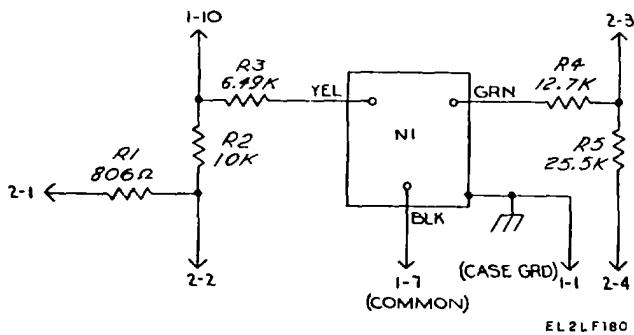 1-10
2-3
R3
6.49K
YEL
GRN
R4
12.7K
N1
R2
10K
R1
806Ω
R5
25.5K
2-1
BLK
2-2
1-7
(COMMON)
(CASE GRD)
1-1
2-4
EL2LF180